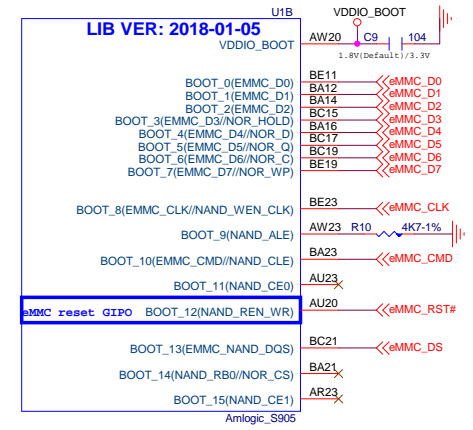 U1B VDDIO_BOOT
LIB VER: 2018-01-05
VDDIO_BOOT AW20 C9 104
1.8V(Default)/3.3V
BOOT_0(EMMC_D0) BE11 eMMC_D0
BOOT_1(EMMC_D1) BA12 eMMC_D1
BOOT_2(EMMC_D2) BA14 eMMC_D2
BOOT_3(EMMC_D3//NOR_HOLD) BC15 eMMC_D3
BOOT_4(EMMC_D4//NOR_D) BA16 eMMC_D4
BOOT_5(EMMC_D5//NOR_Q) BC17 eMMC_D5
BOOT_6(EMMC_D6//NOR_C) BC19 eMMC_D6
BOOT_7(EMMC_D7//NOR_WP) BE19 eMMC_D7
BOOT_8(EMMC_CLK//NAND_WEN_CLK) BE23 eMMC_CLK
BOOT_9(NAND_ALE) AW23 R10 4K7-1%
BOOT_10(EMMC_CMD//NAND_CLE) BA23 eMMC_CMD
BOOT_11(NAND_CE0) AU23
eMMC reset GIPO BOOT_12(NAND_REN_WR) AU20 eMMC_RST#
BOOT_13(EMMC_NAND_DQS) BC21 eMMC_DS
BOOT_14(NAND_RB0//NOR_CS) BA21
BOOT_15(NAND_CE1) AR23
Amlogic_S905